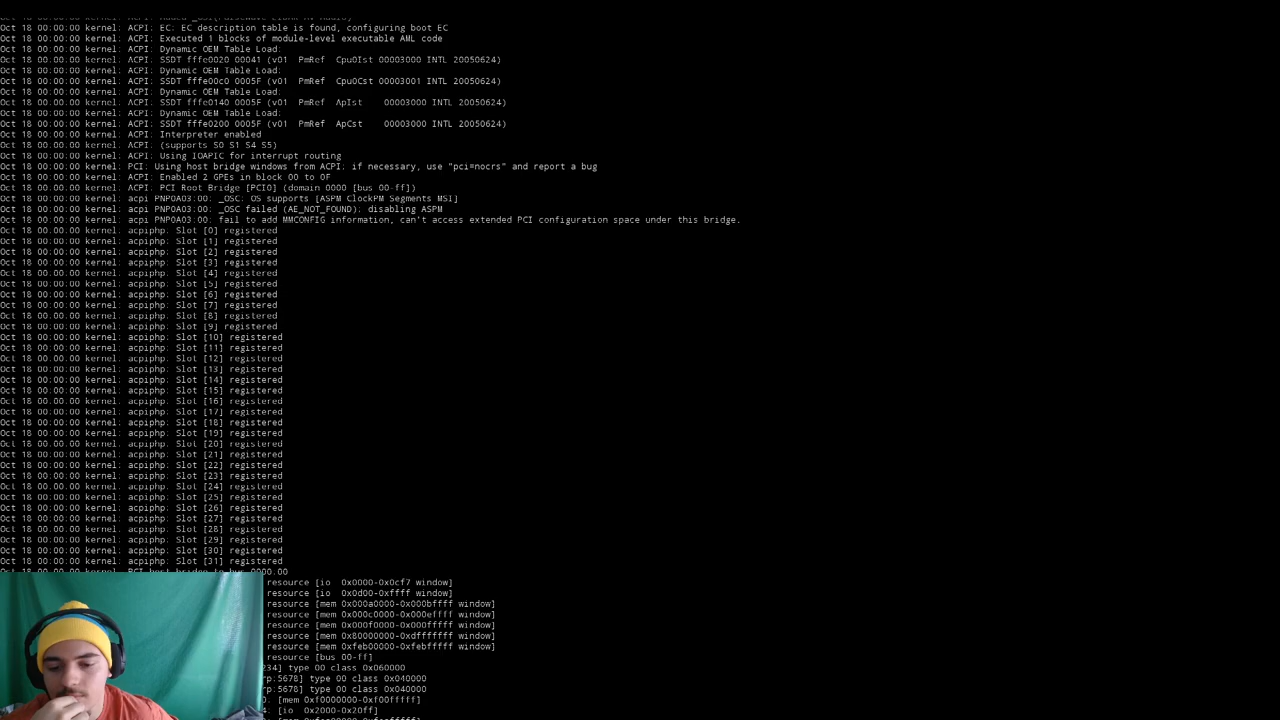 Oct 18 00:00:00 kernel: ACPI: EC: EC description table is found, configuring boot EC
Oct 18 00:00:00 kernel: ACPI: Executed 1 blocks of module-level executable AML code
Oct 18 00:00:00 kernel: ACPI: Dynamic OEM Table Load:
Oct 18 00:00:00 kernel: ACPI: SSDT fffe0020 00041 (v01  PmRef  Cpu0Ist 00003000 INTL 20050624)
Oct 18 00:00:00 kernel: ACPI: Dynamic OEM Table Load:
Oct 18 00:00:00 kernel: ACPI: SSDT fffe00c0 0005F (v01  PmRef  Cpu0Cst 00003001 INTL 20050624)
Oct 18 00:00:00 kernel: ACPI: Dynamic OEM Table Load:
Oct 18 00:00:00 kernel: ACPI: SSDT fffe0140 0005F (v01  PmRef  ApIst    00003000 INTL 20050624)
Oct 18 00:00:00 kernel: ACPI: Dynamic OEM Table Load:
Oct 18 00:00:00 kernel: ACPI: SSDT fffe0200 0005F (v01  PmRef  ApCst    00003000 INTL 20050624)
Oct 18 00:00:00 kernel: ACPI: Interpreter enabled
Oct 18 00:00:00 kernel: ACPI: (supports S0 S1 S4 S5)
Oct 18 00:00:00 kernel: ACPI: Using IOAPIC for interrupt routing
Oct 18 00:00:00 kernel: PCI: Using host bridge windows from ACPI; if necessary, use "pci=nocrs" and report a bug
Oct 18 00:00:00 kernel: ACPI: Enabled 2 GPEs in block 00 to 0F
Oct 18 00:00:00 kernel: ACPI: PCI Root Bridge [PCI0] (domain 0000 [bus 00-ff])
Oct 18 00:00:00 kernel: acpi PNP0A03:00: _OSC: OS supports [ASPM ClockPM Segments MSI]
Oct 18 00:00:00 kernel: acpi PNP0A03:00: _OSC failed (AE_NOT_FOUND); disabling ASPM
Oct 18 00:00:00 kernel: acpi PNP0A03:00: fail to add MMCONFIG information, can't access extended PCI configuration space under this bridge.
Oct 18 00:00:00 kernel: acpiphp: Slot [0] registered
Oct 18 00:00:00 kernel: acpiphp: Slot [1] registered
Oct 18 00:00:00 kernel: acpiphp: Slot [2] registered
Oct 18 00:00:00 kernel: acpiphp: Slot [3] registered
Oct 18 00:00:00 kernel: acpiphp: Slot [4] registered
Oct 18 00:00:00 kernel: acpiphp: Slot [5] registered
Oct 18 00:00:00 kernel: acpiphp: Slot [6] registered
Oct 18 00:00:00 kernel: acpiphp: Slot [7] registered
Oct 18 00:00:00 kernel: acpiphp: Slot [8] registered
Oct 18 00:00:00 kernel: acpiphp: Slot [9] registered
Oct 18 00:00:00 kernel: acpiphp: Slot [10] registered
Oct 18 00:00:00 kernel: acpiphp: Slot [11] registered
Oct 18 00:00:00 kernel: acpiphp: Slot [12] registered
Oct 18 00:00:00 kernel: acpiphp: Slot [13] registered
Oct 18 00:00:00 kernel: acpiphp: Slot [14] registered
Oct 18 00:00:00 kernel: acpiphp: Slot [15] registered
Oct 18 00:00:00 kernel: acpiphp: Slot [16] registered
Oct 18 00:00:00 kernel: acpiphp: Slot [17] registered
Oct 18 00:00:00 kernel: acpiphp: Slot [18] registered
Oct 18 00:00:00 kernel: acpiphp: Slot [19] registered
Oct 18 00:00:00 kernel: acpiphp: Slot [20] registered
Oct 18 00:00:00 kernel: acpiphp: Slot [21] registered
Oct 18 00:00:00 kernel: acpiphp: Slot [22] registered
Oct 18 00:00:00 kernel: acpiphp: Slot [23] registered
Oct 18 00:00:00 kernel: acpiphp: Slot [24] registered
Oct 18 00:00:00 kernel: acpiphp: Slot [25] registered
Oct 18 00:00:00 kernel: acpiphp: Slot [26] registered
Oct 18 00:00:00 kernel: acpiphp: Slot [27] registered
Oct 18 00:00:00 kernel: acpiphp: Slot [28] registered
Oct 18 00:00:00 kernel: acpiphp: Slot [29] registered
Oct 18 00:00:00 kernel: acpiphp: Slot [30] registered
Oct 18 00:00:00 kernel: acpiphp: Slot [31] registered
Oct 18 00:00:00 kernel: PCI host bridge to bus 0000:00
resource [io  0x0000-0x0cf7 window]
resource [io  0x0d00-0xffff window]
resource [mem 0x000a0000-0x000bffff window]
resource [mem 0x000c0000-0x000effff window]
resource [mem 0x000f0000-0x000fffff window]
resource [mem 0x80000000-0xdfffffff window]
resource [mem 0xfeb00000-0xfebfffff window]
resource [bus 00-ff]
234] type 00 class 0x060000
rp:5678] type 00 class 0x040000
rp:5678] type 00 class 0x040000
[mem 0xf0000000-0xf00fffff]
[io  0x2000-0x20ff]